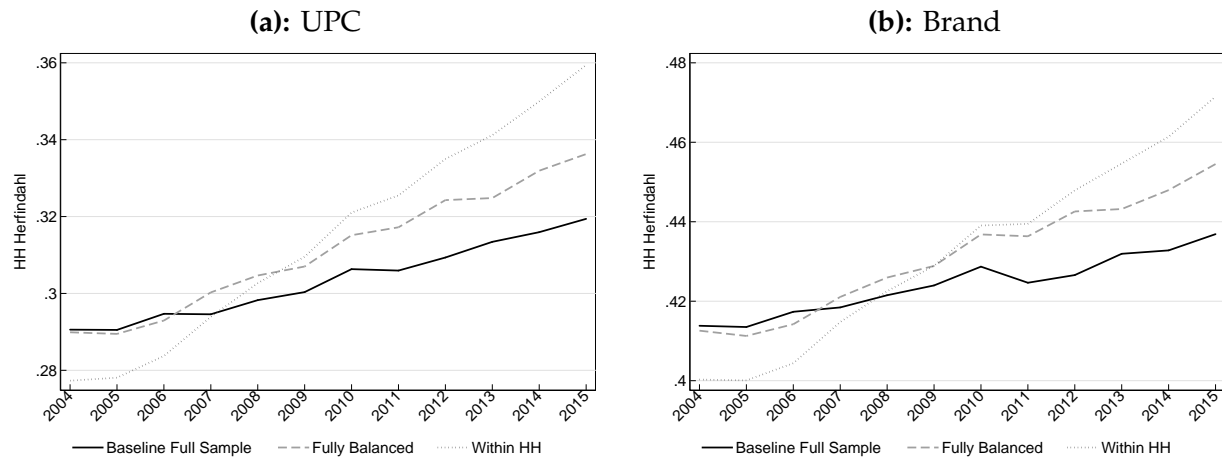 (a): UPC
HH Herfindahl
.36
.34
.32
.3
.28
2004 2005 2006 2007 2008 2009 2010 2011 2012 2013 2014 2015
Baseline Full Sample Fully Balanced Within HH
(b): Brand
HH Herfindahl
.48
.46
.44
.42
.4
2004 2005 2006 2007 2008 2009 2010 2011 2012 2013 2014 2015
Baseline Full Sample Fully Balanced Within HH